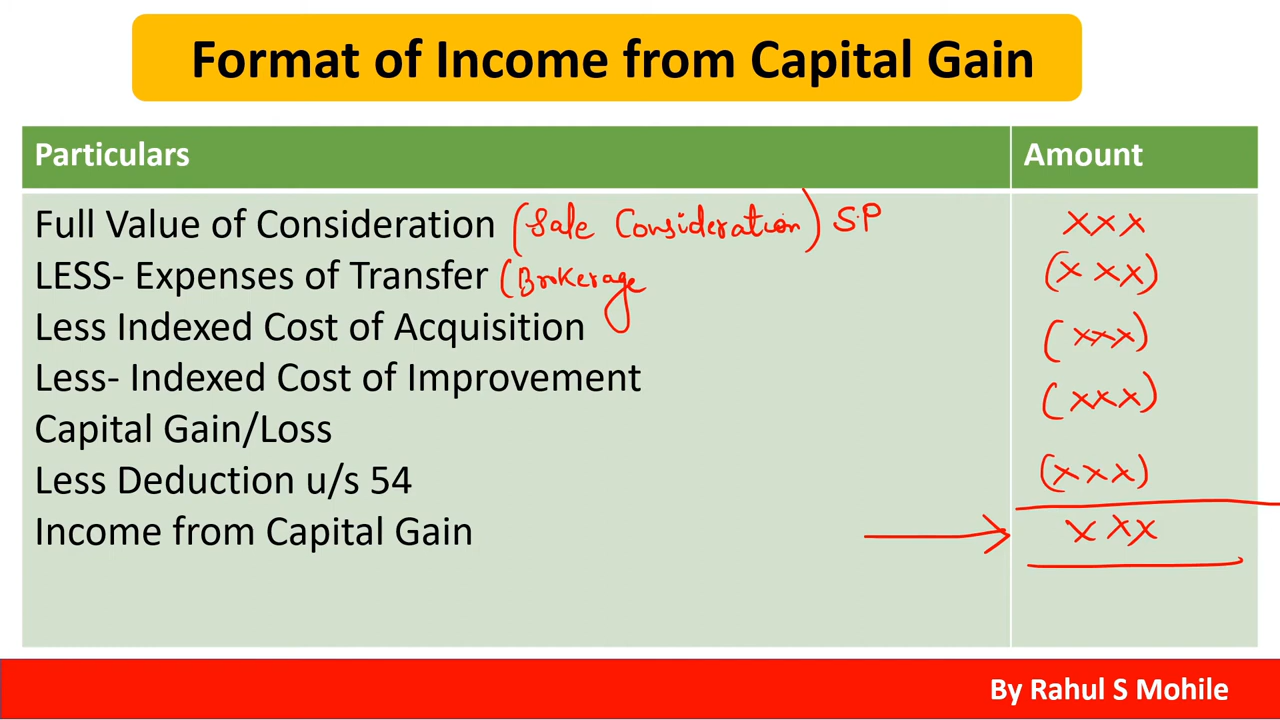 Format of Income from Capital Gain
Particulars Amount
Full Value of Consideration (Sale Consideration) S.P xxx
LESS- Expenses of Transfer (Brokerage (xxx)
Less Indexed Cost of Acquisition (xxx)
Less- Indexed Cost of Improvement (xxx)
Capital Gain/Loss
Less Deduction u/s 54 (xxx)
Income from Capital Gain xxx
By Rahul S Mohile